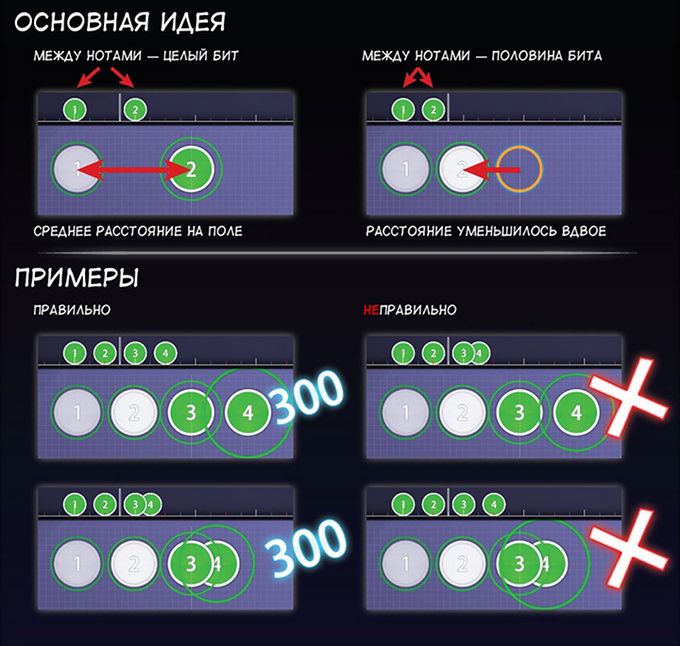 ОСНОВНАЯ ИДЕЯ
МЕЖДУ НОТАМИ — ЦЕЛЫЙ БИТ
МЕЖДУ НОТАМИ — ПОЛОВИНА БИТА
1 2
1 2
1 2
1 2
СРЕДНЕЕ РАССТОЯНИЕ НА ПОЛЕ
РАССТОЯНИЕ УМЕНЬШИЛОСЬ ВДВОЕ
ПРИМЕРЫ
ПРАВИЛЬНО
НЕПРАВИЛЬНО
1 2 3 4
1 2 3 4
1 2 3 4 300
1 2 3 4
1 2 3 4
1 2 3 4
1 2 3 4 300
1 2 3 4